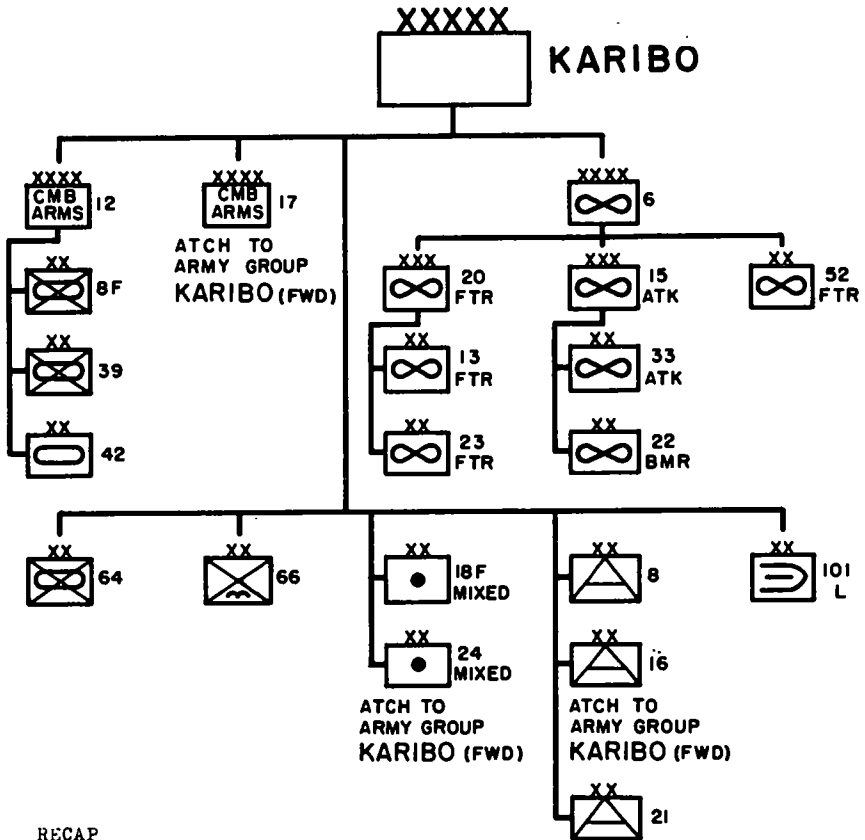 XXXXX
KARIBO
XXXX
CMB
ARMS
12
XXXX
CMB
ARMS
17
ATCH TO
ARMY GROUP
KARIBO (FWD)
XXXX
6
XX
8F
XX
39
XX
42
XXX
20
FTR
XX
13
FTR
XX
23
FTR
XXX
15
ATK
XX
33
ATK
XX
22
BMR
XX
52
FTR
XX
64
XX
66
XX
18F
MIXED
XX
24
MIXED
ATCH TO
ARMY GROUP
KARIBO (FWD)
XX
8
XX
16
ATCH TO
ARMY GROUP
KARIBO (FWD)
XX
21
XX
101
L
RECAP